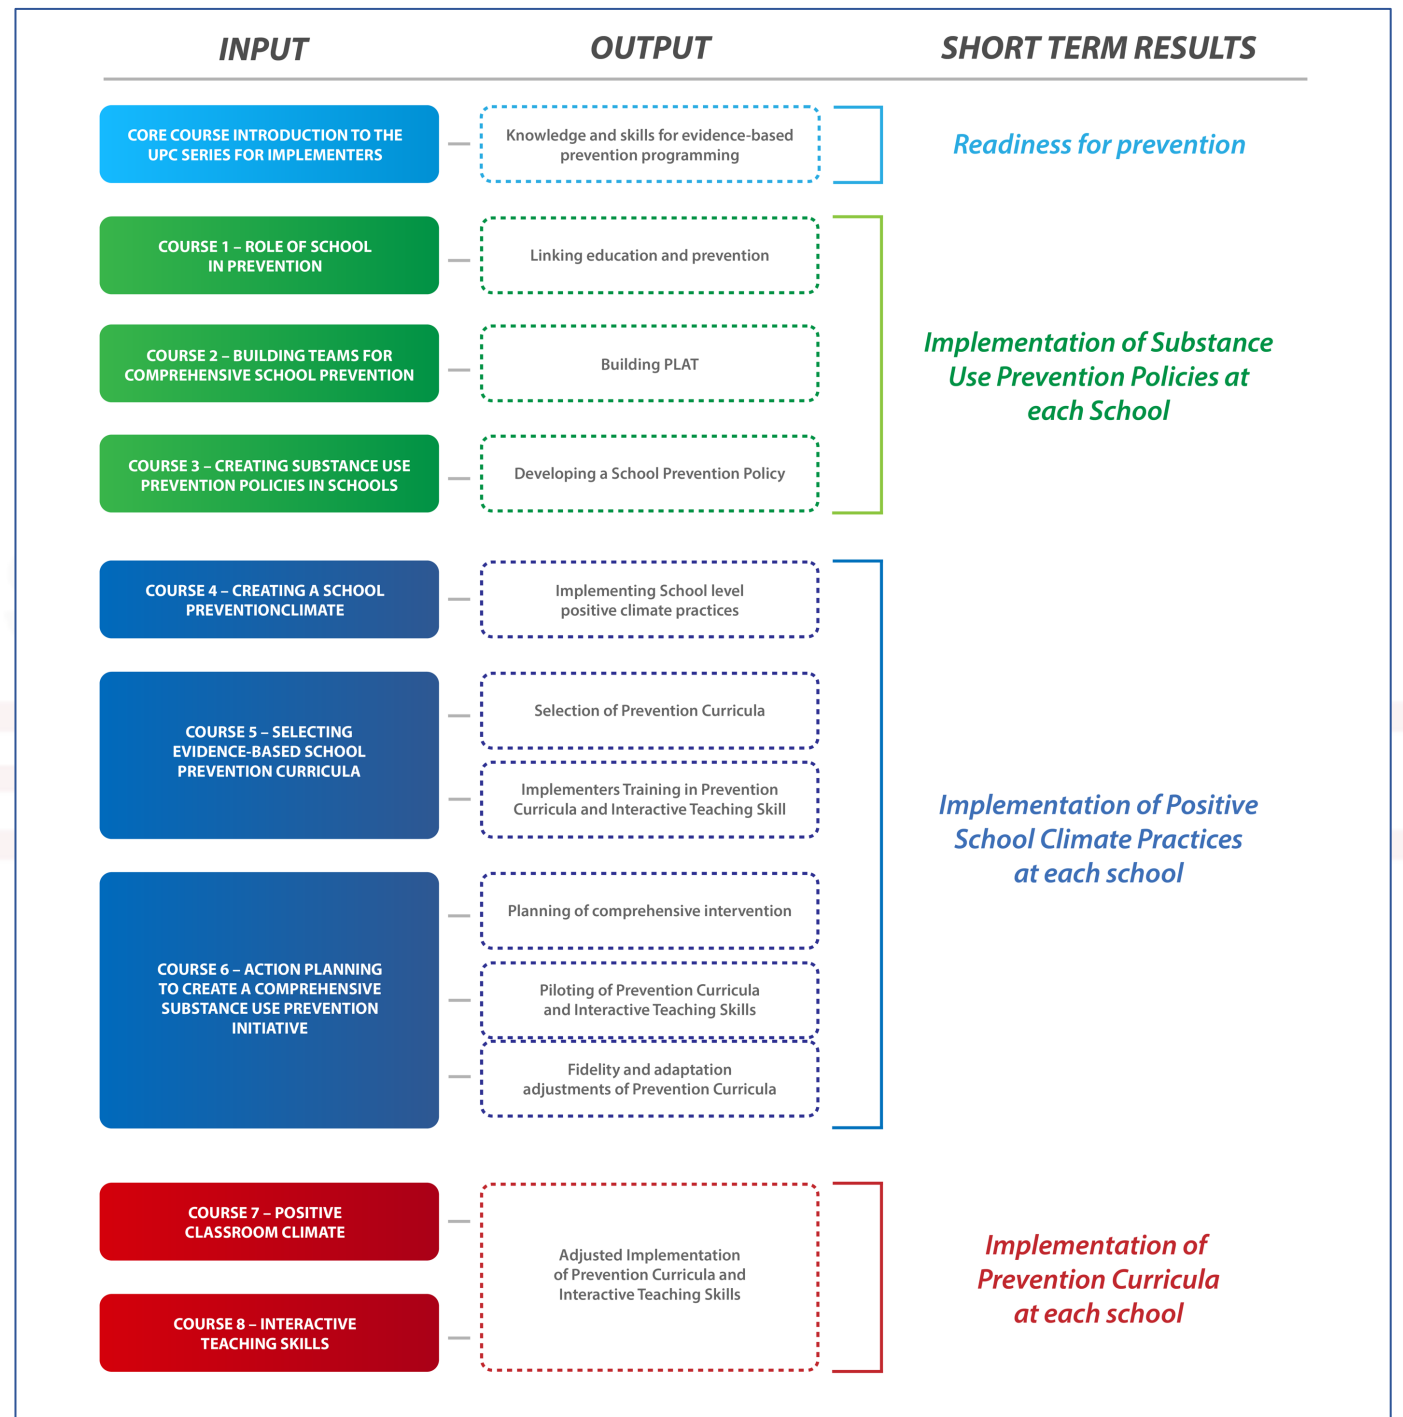 INPUT
OUTPUT
SHORT TERM RESULTS
CORE COURSE INTRODUCTION TO THE
UPC SERIES FOR IMPLEMENTERS
Knowledge and skills for evidence-based
prevention programming
Readiness for prevention
COURSE 1 – ROLE OF SCHOOL
IN PREVENTION
Linking education and prevention
COURSE 2 – BUILDING TEAMS FOR
COMPREHENSIVE SCHOOL PREVENTION
Building PLAT
COURSE 3 – CREATING SUBSTANCE USE
PREVENTION POLICIES IN SCHOOLS
Developing a School Prevention Policy
Implementation of Substance
Use Prevention Policies at
each School
COURSE 4 – CREATING A SCHOOL
PREVENTIONCLIMATE
Implementing School level
positive climate practices
COURSE 5 – SELECTING
EVIDENCE-BASED SCHOOL
PREVENTION CURRICULA
Selection of Prevention Curricula
Implementers Training in Prevention
Curricula and Interactive Teaching Skill
COURSE 6 – ACTION PLANNING
TO CREATE A COMPREHENSIVE
SUBSTANCE USE PREVENTION
INITIATIVE
Planning of comprehensive intervention
Piloting of Prevention Curricula
and Interactive Teaching Skills
Fidelity and adaptation
adjustments of Prevention Curricula
Implementation of Positive
School Climate Practices
at each school
COURSE 7 – POSITIVE
CLASSROOM CLIMATE
COURSE 8 – INTERACTIVE
TEACHING SKILLS
Adjusted Implementation
of Prevention Curricula and
Interactive Teaching Skills
Implementation of
Prevention Curricula
at each school